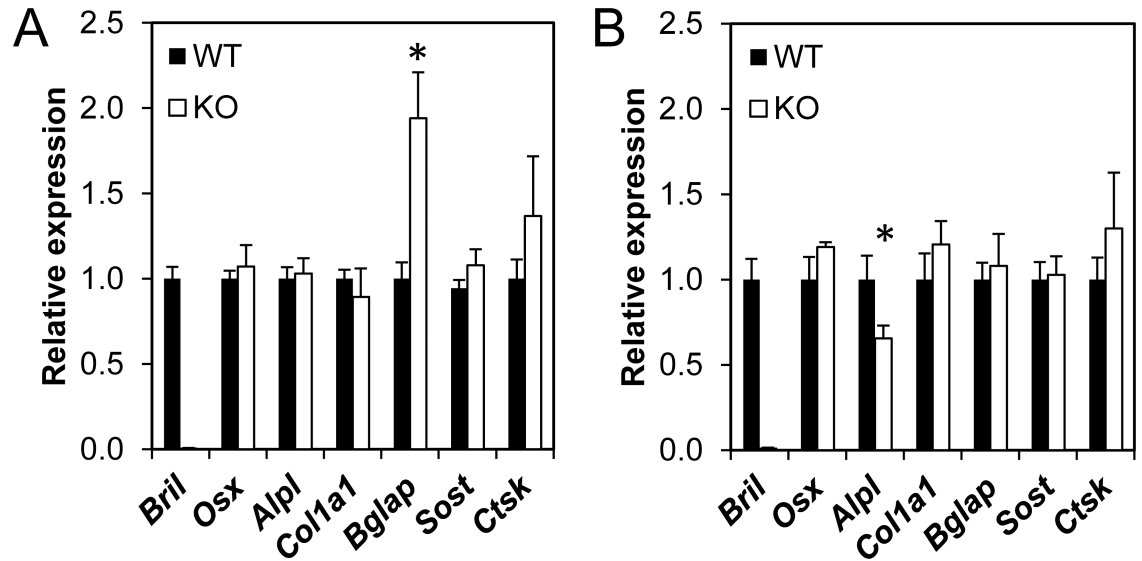 A
Relative expression
2.5
2.0
1.5
1.0
0.5
0.0
WT
KO
*
Bril
Osx
Alpl
Col1a1
Bglap
Sost
Ctsk
B
Relative expression
2.5
2.0
1.5
1.0
0.5
0.0
WT
KO
*
Bril
Osx
Alpl
Col1a1
Bglap
Sost
Ctsk